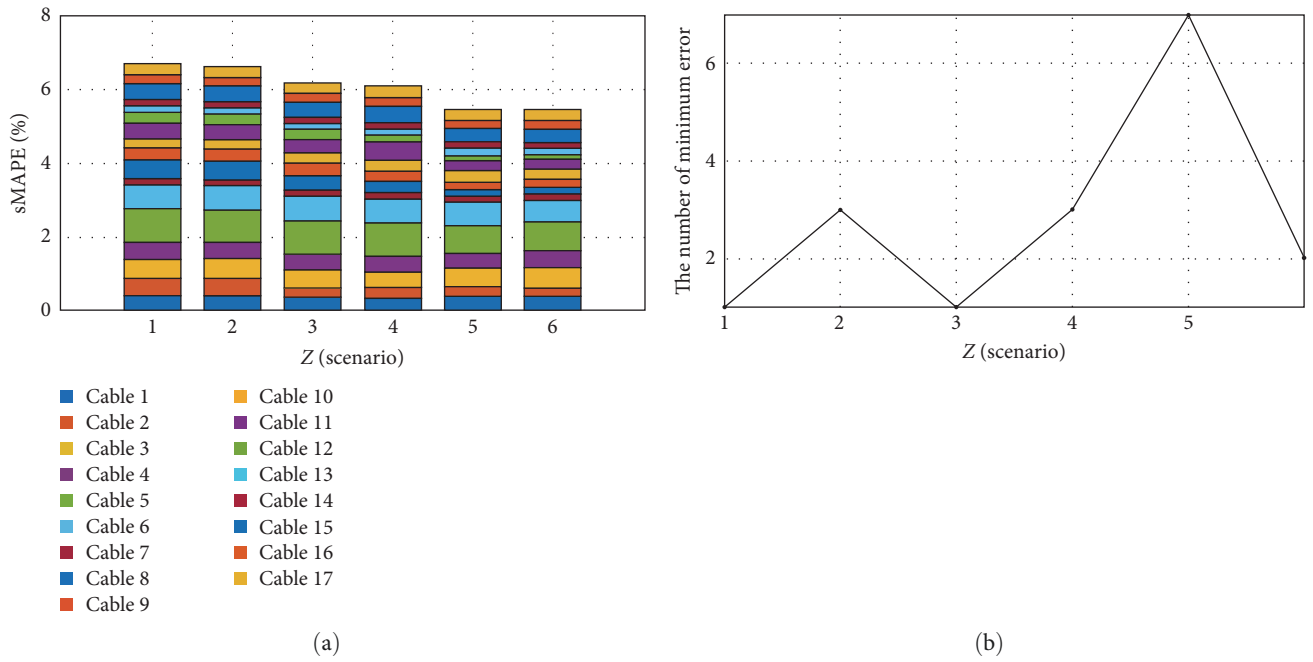 8
6
4
2
0
sMAPE (%)
1 2 3 4 5 6
Z (scenario)
Cable 1
Cable 2
Cable 3
Cable 4
Cable 5
Cable 6
Cable 7
Cable 8
Cable 9
Cable 10
Cable 11
Cable 12
Cable 13
Cable 14
Cable 15
Cable 16
Cable 17
(a)
6
4
2
The number of minimum error
1 2 3 4 5
Z (scenario)
(b)